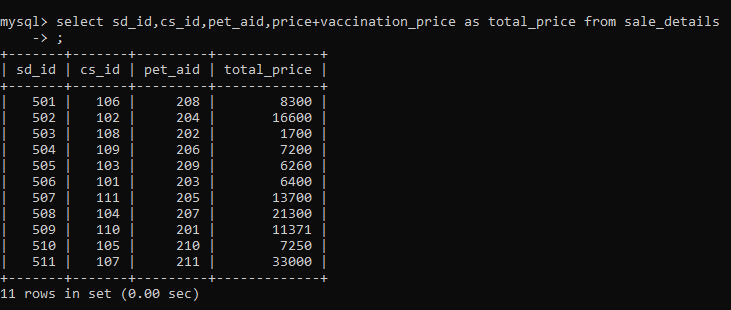 mysql> select sd_id,cs_id,pet_aid,price+vaccination_price as total_price from sale_details
    -> ;
+-------+-------+---------+-------------+
| sd_id | cs_id | pet_aid | total_price |
+-------+-------+---------+-------------+
|   501 |   106 |     208 |        8300 |
|   502 |   102 |     204 |       16600 |
|   503 |   108 |     202 |        1700 |
|   504 |   109 |     206 |        7200 |
|   505 |   103 |     209 |        6260 |
|   506 |   101 |     203 |        6400 |
|   507 |   111 |     205 |       13700 |
|   508 |   104 |     207 |       21300 |
|   509 |   110 |     201 |       11371 |
|   510 |   105 |     210 |        7250 |
|   511 |   107 |     211 |       33000 |
+-------+-------+---------+-------------+
11 rows in set (0.00 sec)